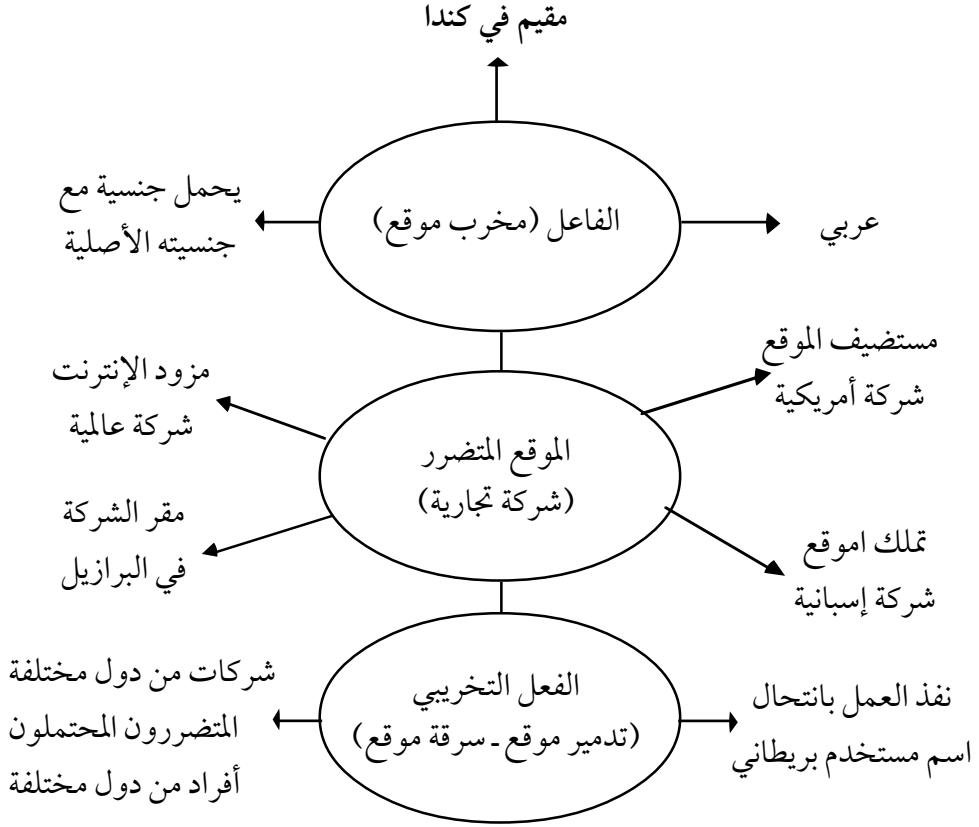 مقيم في كندا
الفاعل (مخرب موقع)
عربي
يحمل جنسية مع
جنسيته الأصلية
الموقع المتضرر
(شركة تجارية)
مستضيف الموقع
شركة أمريكية
تملك اموقع
شركة إسبانية
مزود الإنترنت
شركة عالمية
مقر الشركة
في البرازيل
الفعل التخريبي
(تدمير موقع ـ سرقة موقع)
نفذ العمل بانتحال
اسم مستخدم بريطاني
شركات من دول مختلفة
المتضررون المحتملون
أفراد من دول مختلفة